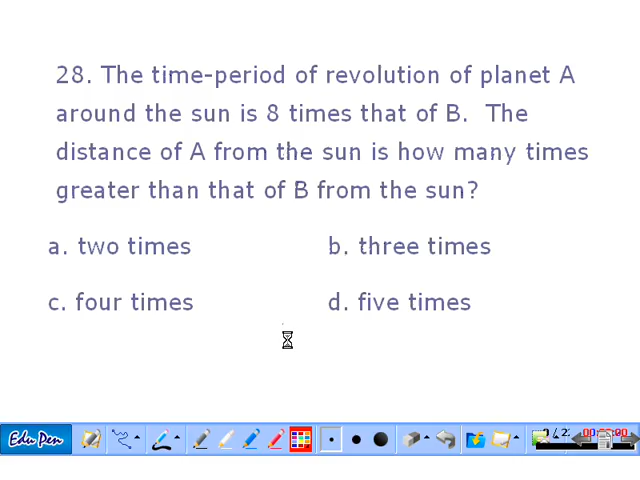 28. The time-period of revolution of planet A
around the sun is 8 times that of B.  The
distance of A from the sun is how many times
greater than that of B from the sun?
a. two times
b. three times
c. four times
d. five times
Edu Pen